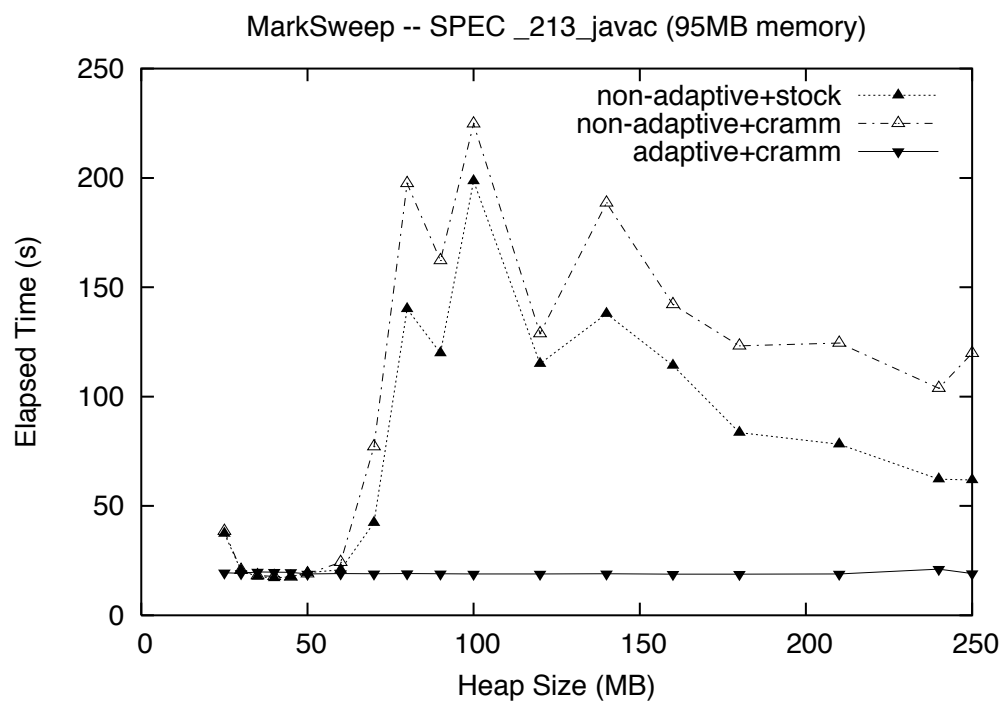 MarkSweep -- SPEC _213_javac (95MB memory)
250
200
150
100
50
0
Elapsed Time (s)
non-adaptive+stock
non-adaptive+cramm
adaptive+cramm
0 50 100 150 200 250
Heap Size (MB)